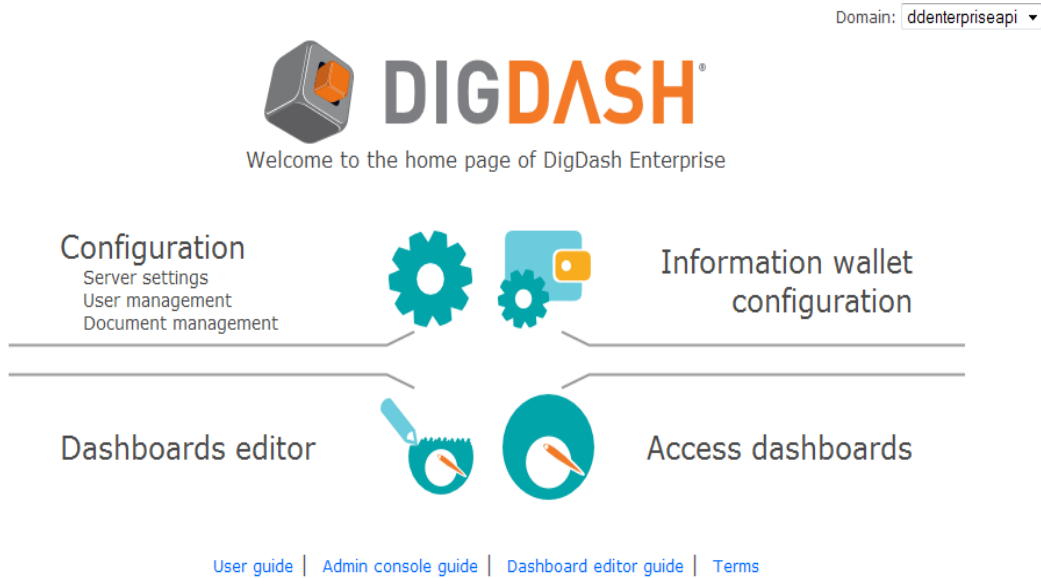 Domain: ddenterpriseapi
DIGDASH®
Welcome to the home page of DigDash Enterprise
Configuration
Server settings
User management
Document management
Information wallet
configuration
Dashboards editor
Access dashboards
User guide | Admin console guide | Dashboard editor guide | Terms